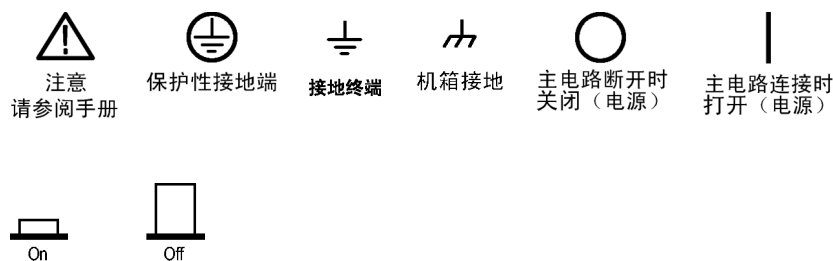 注意
请参阅手册
保护性接地端
接地终端
机箱接地
主电路断开时
关闭（电源）
主电路连接时
打开（电源）
On
Off